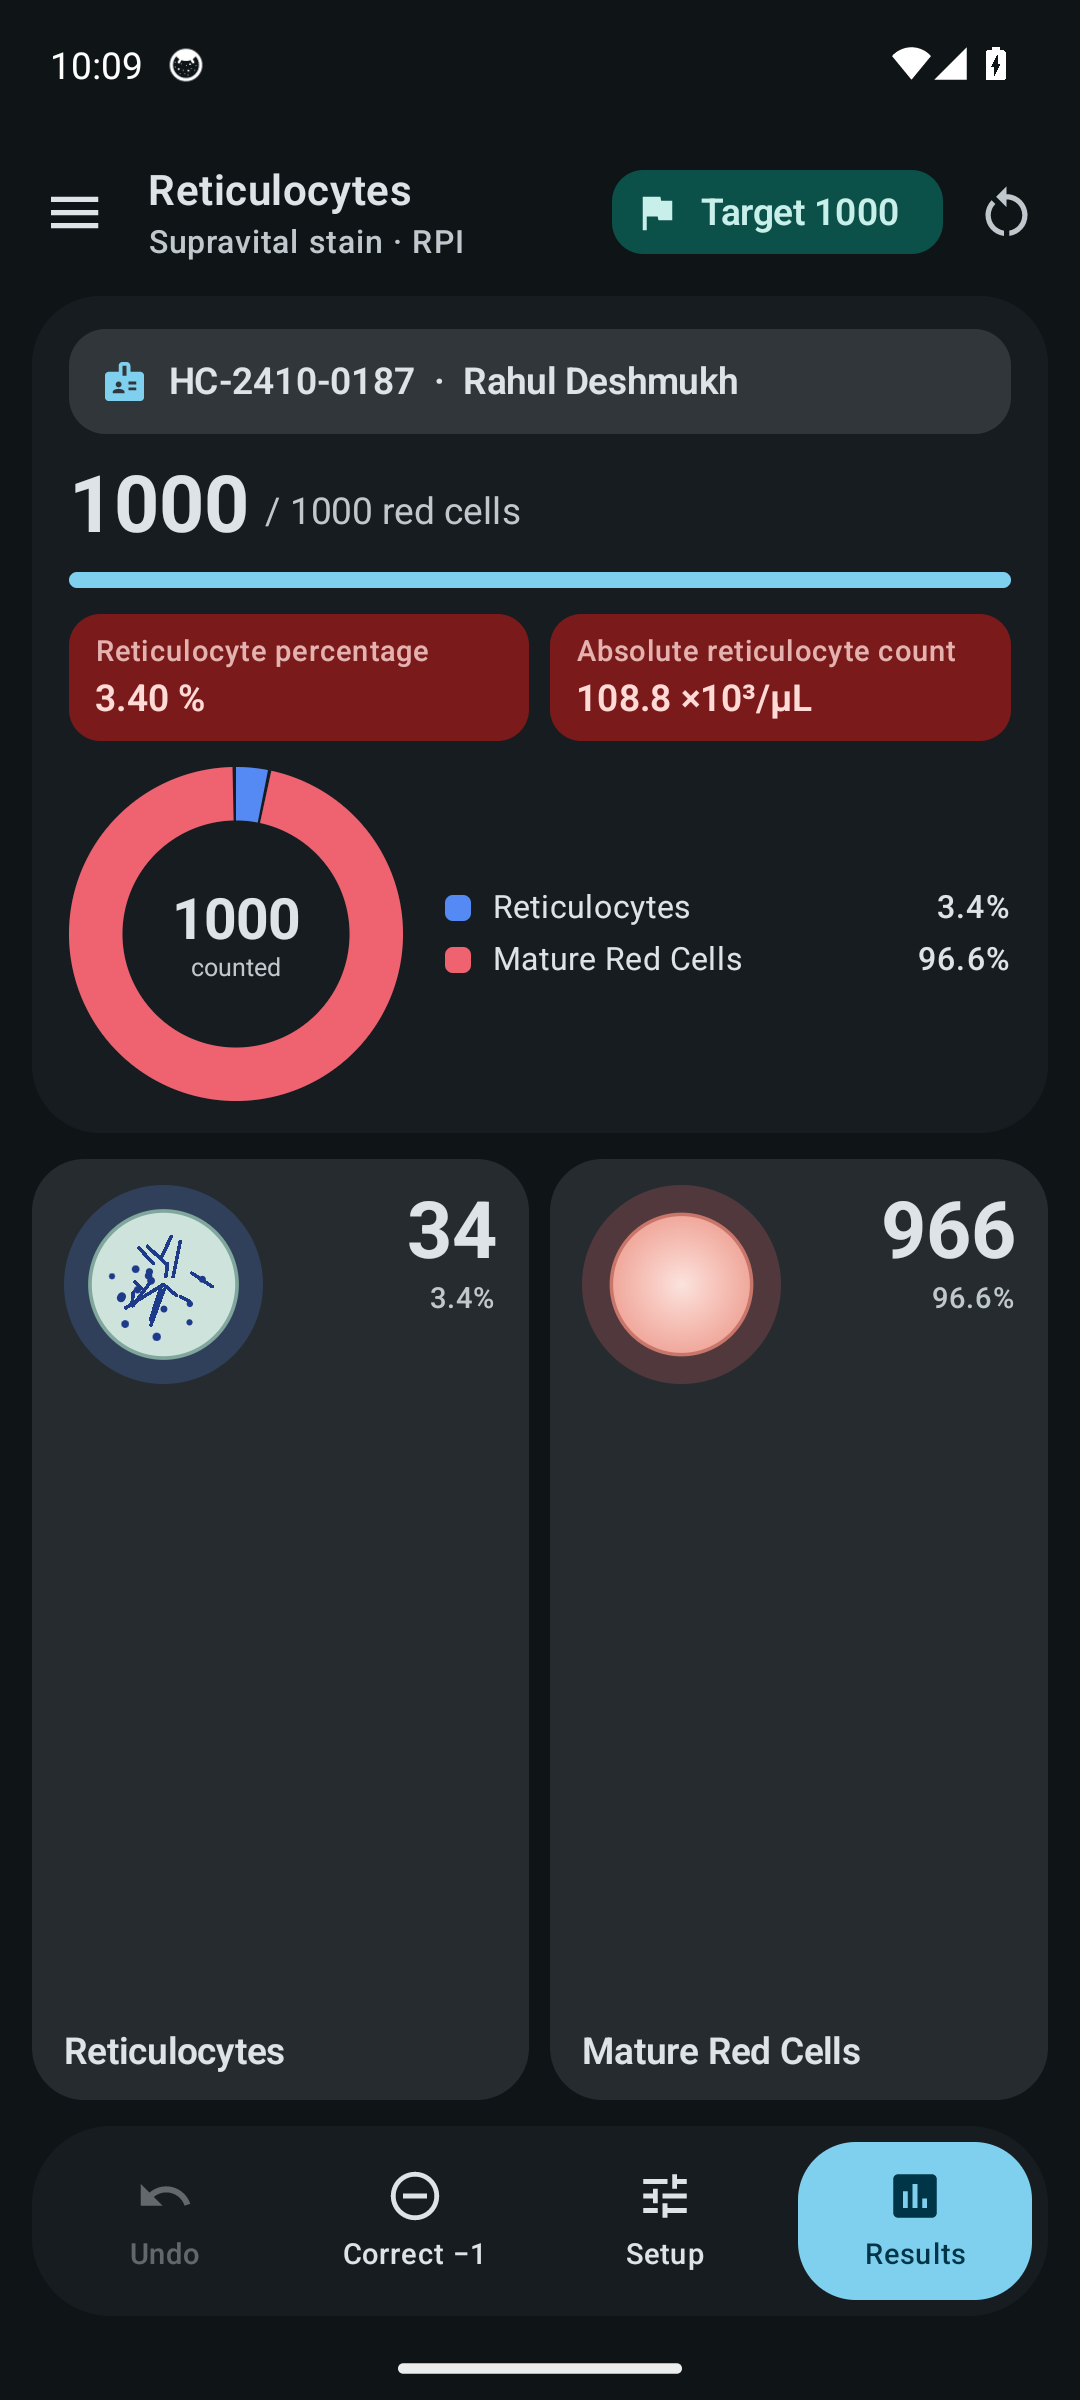 10:09
Reticulocytes
Supravital stain · RPI
Target 1000
HC-2410-0187 · Rahul Deshmukh
1000 / 1000 red cells
Reticulocyte percentage
3.40 %
Absolute reticulocyte count
108.8 ×10³/µL
1000
counted
Reticulocytes 3.4%
Mature Red Cells 96.6%
34
3.4%
Reticulocytes
966
96.6%
Mature Red Cells
Undo
Correct −1
Setup
Results